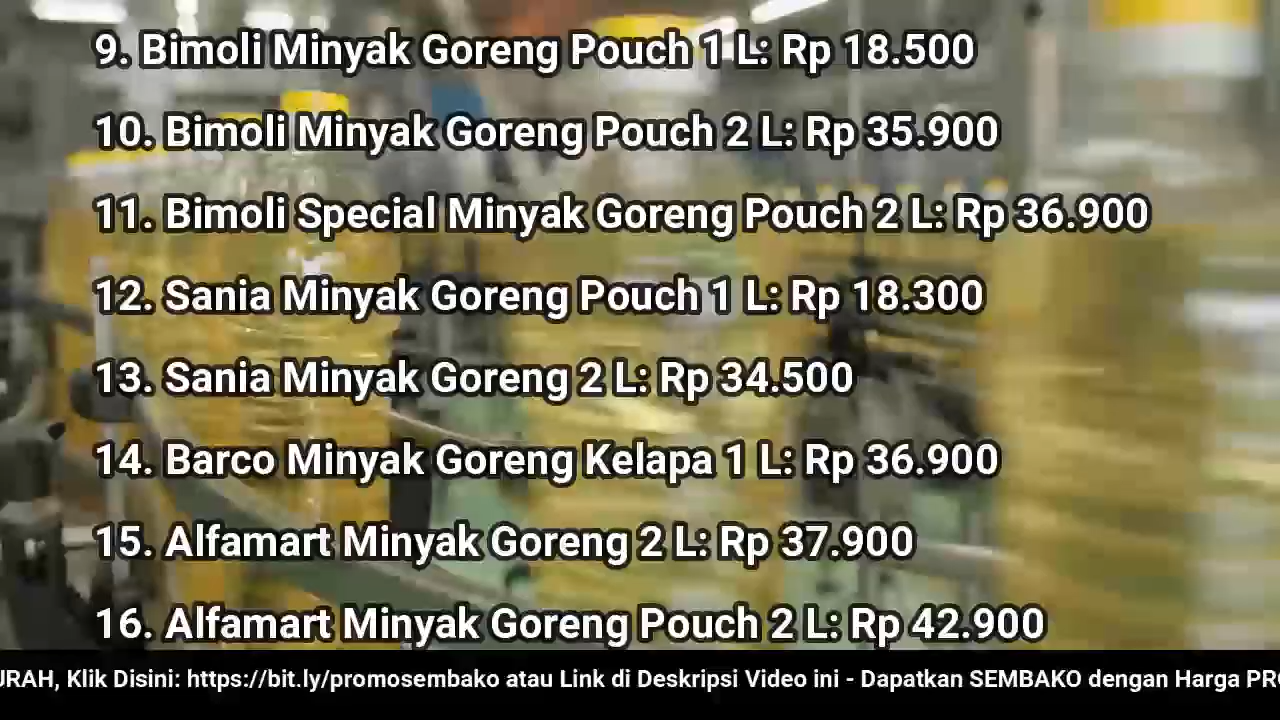 9. Bimoli Minyak Goreng Pouch 1 L: Rp 18.500
10. Bimoli Minyak Goreng Pouch 2 L: Rp 35.900
11. Bimoli Special Minyak Goreng Pouch 2 L: Rp 36.900
12. Sania Minyak Goreng Pouch 1 L: Rp 18.300
13. Sania Minyak Goreng 2 L: Rp 34.500
14. Barco Minyak Goreng Kelapa 1 L: Rp 36.900
15. Alfamart Minyak Goreng 2 L: Rp 37.900
16. Alfamart Minyak Goreng Pouch 2 L: Rp 42.900
Klik Disini: https://bit.ly/promosembako atau Link di Deskripsi Video ini - Dapatkan SEMBAKO dengan Harga